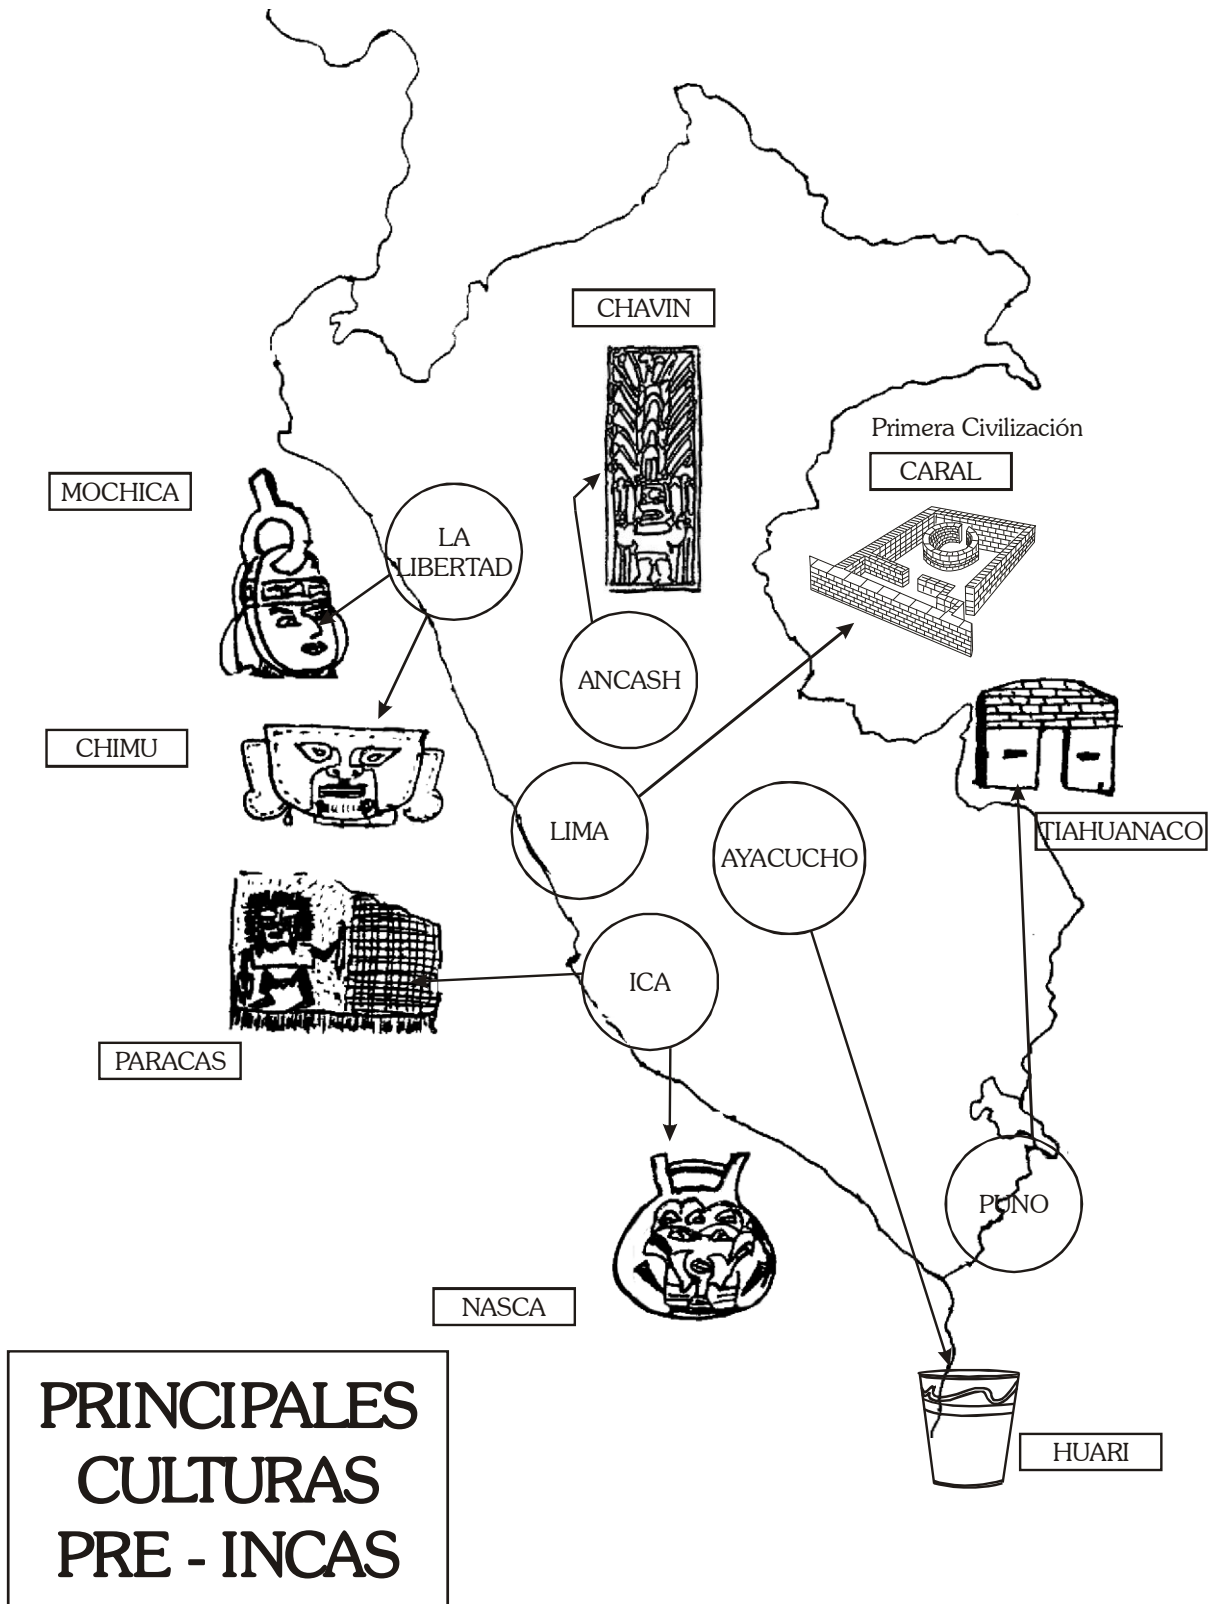 CHAVIN
Primera Civilización
CARAL
MOCHICA
LA
LIBERTAD
ANCASH
CHIMU
LIMA
AYACUCHO
TIAHUANACO
ICA
PARACAS
PUNO
NASCA
HUARI
PRINCIPALES
CULTURAS
PRE - INCAS